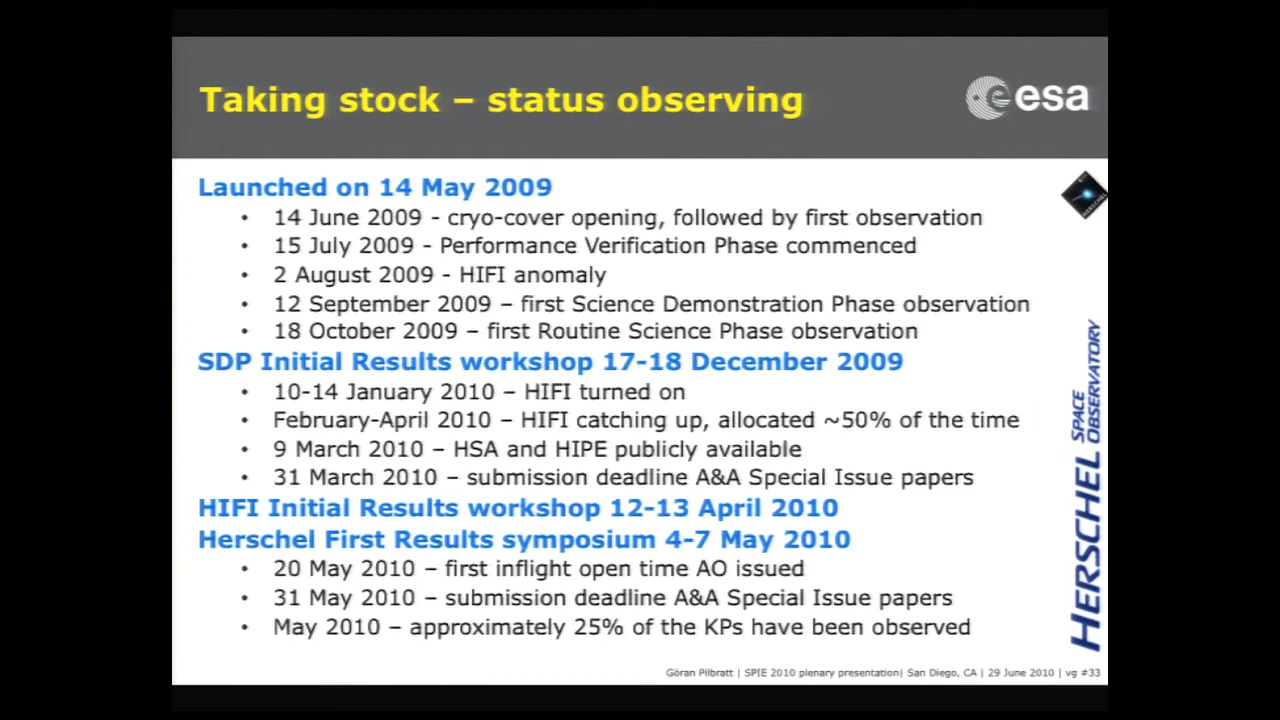 Taking stock – status observing
esa
Launched on 14 May 2009
• 14 June 2009 - cryo-cover opening, followed by first observation
• 15 July 2009 - Performance Verification Phase commenced
• 2 August 2009 - HIFI anomaly
• 12 September 2009 – first Science Demonstration Phase observation
• 18 October 2009 – first Routine Science Phase observation
SDP Initial Results workshop 17-18 December 2009
• 10-14 January 2010 – HIFI turned on
• February-April 2010 – HIFI catching up, allocated ~50% of the time
• 9 March 2010 – HSA and HIPE publicly available
• 31 March 2010 – submission deadline A&A Special Issue papers
HIFI Initial Results workshop 12-13 April 2010
Herschel First Results symposium 4-7 May 2010
• 20 May 2010 – first inflight open time AO issued
• 31 May 2010 – submission deadline A&A Special Issue papers
• May 2010 – approximately 25% of the KPs have been observed
HERSCHEL
HERSCHEL SPACE OBSERVATORY
Göran Pilbratt | SPIE 2010 plenary presentation| San Diego, CA | 29 June 2010 | vg #33